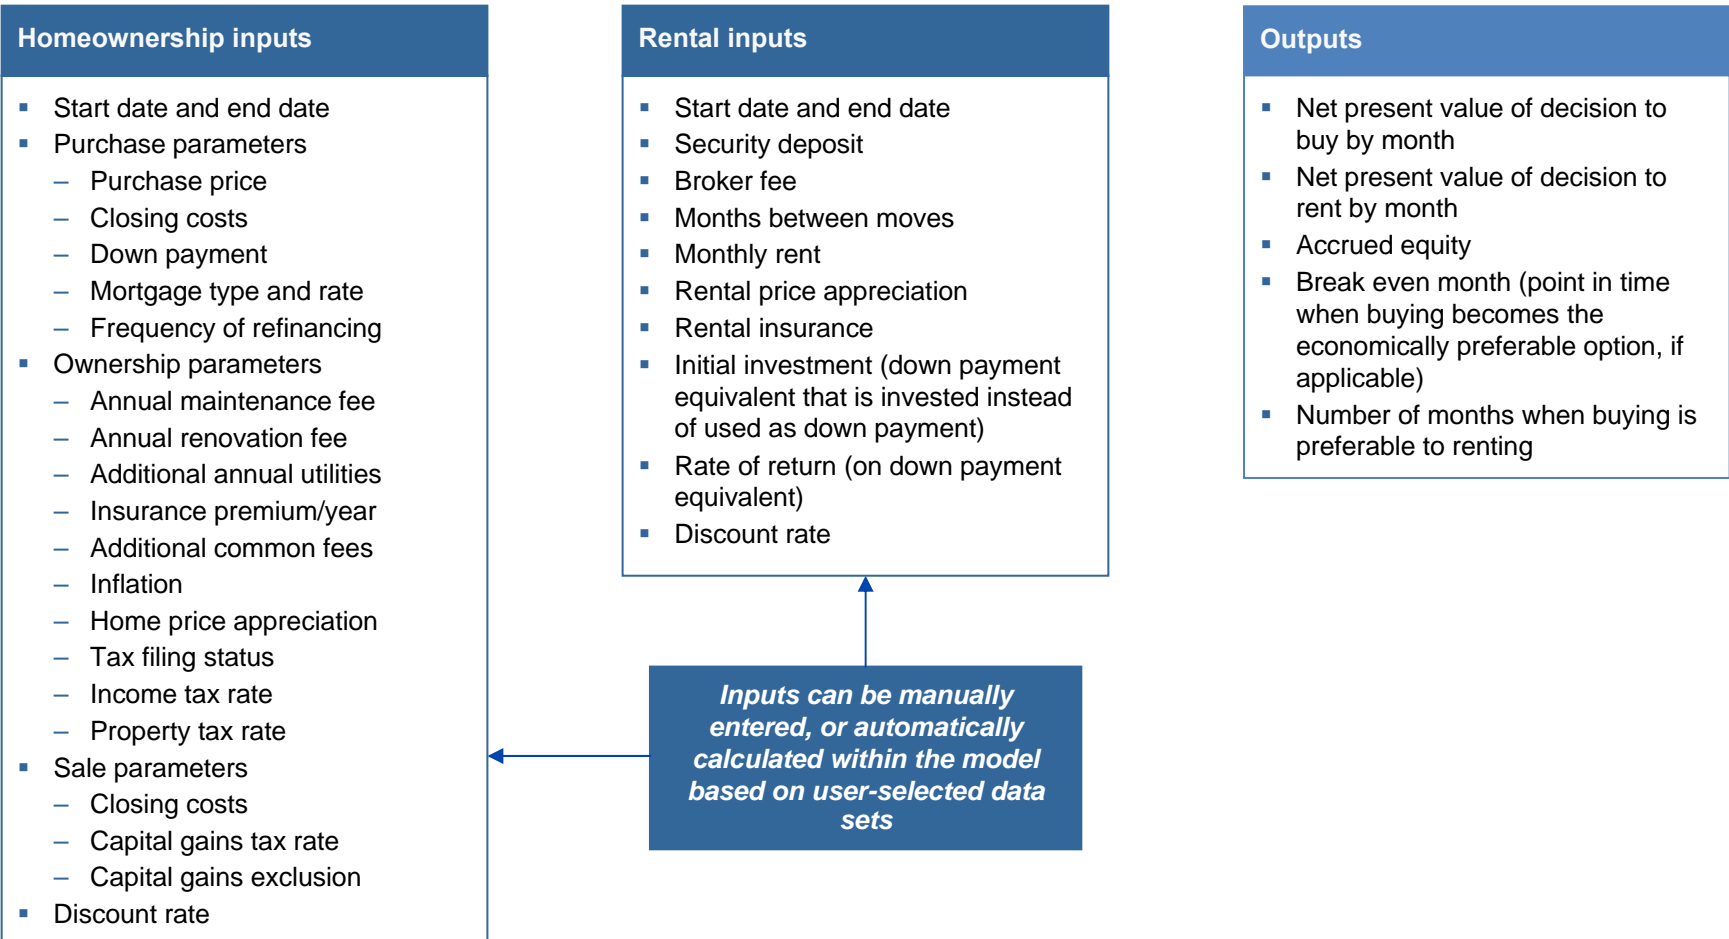 Homeownership inputs
▪ Start date and end date
▪ Purchase parameters
– Purchase price
– Closing costs
– Down payment
– Mortgage type and rate
– Frequency of refinancing
▪ Ownership parameters
– Annual maintenance fee
– Annual renovation fee
– Additional annual utilities
– Insurance premium/year
– Additional common fees
– Inflation
– Home price appreciation
– Tax filing status
– Income tax rate
– Property tax rate
▪ Sale parameters
– Closing costs
– Capital gains tax rate
– Capital gains exclusion
▪ Discount rate
Rental inputs
▪ Start date and end date
▪ Security deposit
▪ Broker fee
▪ Months between moves
▪ Monthly rent
▪ Rental price appreciation
▪ Rental insurance
▪ Initial investment (down payment
equivalent that is invested instead
of used as down payment)
▪ Rate of return (on down payment
equivalent)
▪ Discount rate
Inputs can be manually
entered, or automatically
calculated within the model
based on user-selected data
sets
Outputs
▪ Net present value of decision to
buy by month
▪ Net present value of decision to
rent by month
▪ Accrued equity
▪ Break even month (point in time
when buying becomes the
economically preferable option, if
applicable)
▪ Number of months when buying is
preferable to renting